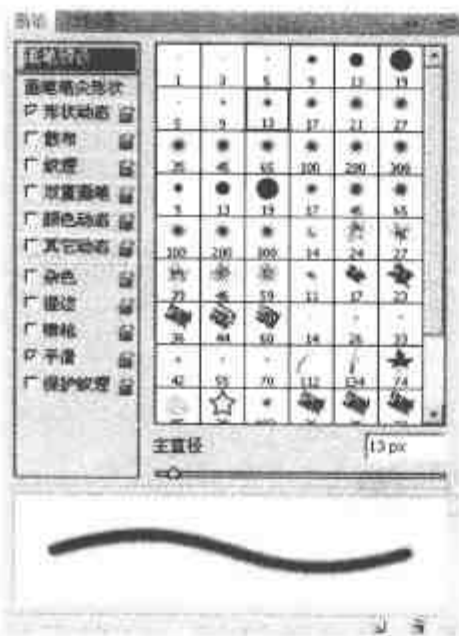 画笔
画笔预设
画笔笔尖形状
形状动态
散布
纹理
双重画笔
颜色动态
其它动态
杂色
湿边
喷枪
平滑
保护纹理
1 3 5 9 13 19
5 9 13 17 21 27
35 45 65 100 200 300
9 13 19 17 45 65
100 200 300 14 24 27
39 46 59 11 17 23
36 44 60 14 26 33
42 55 70 112 134 74
主直径 13 px